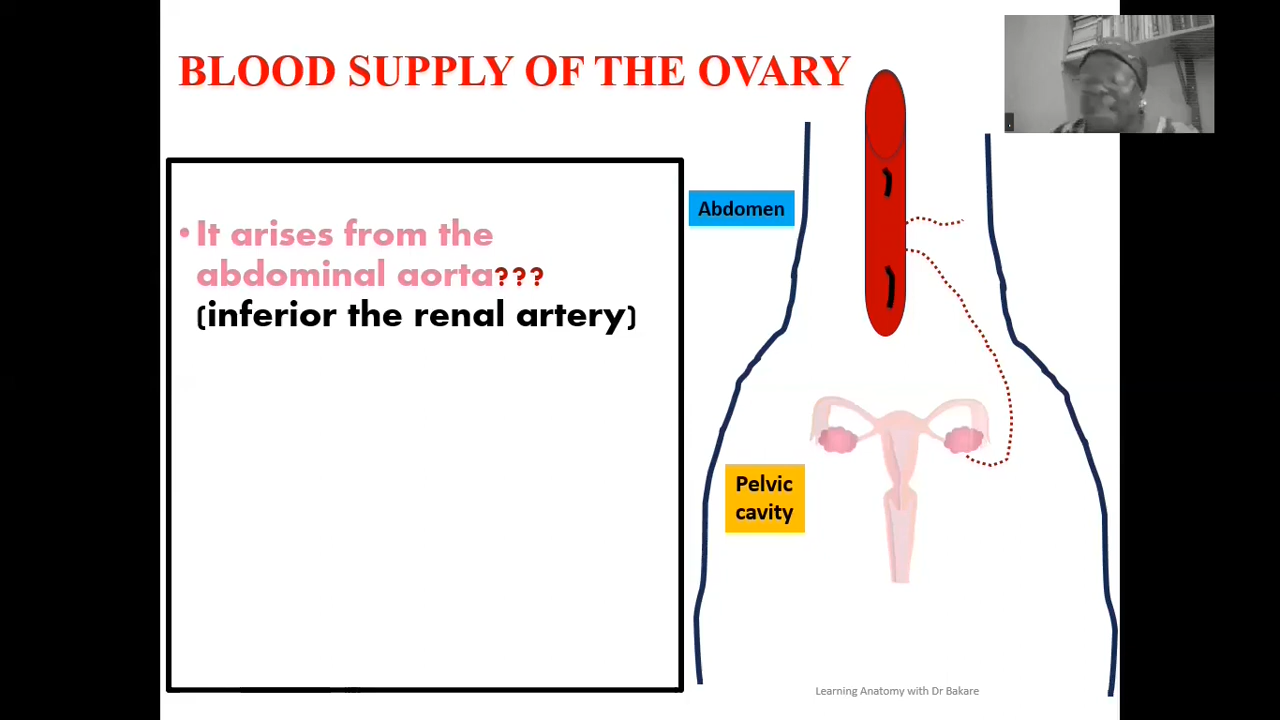 BLOOD SUPPLY OF THE OVARY
• It arises from the
abdominal aorta???
(inferior the renal artery)
Abdomen
Pelvic
cavity
Learning Anatomy with Dr Bakare